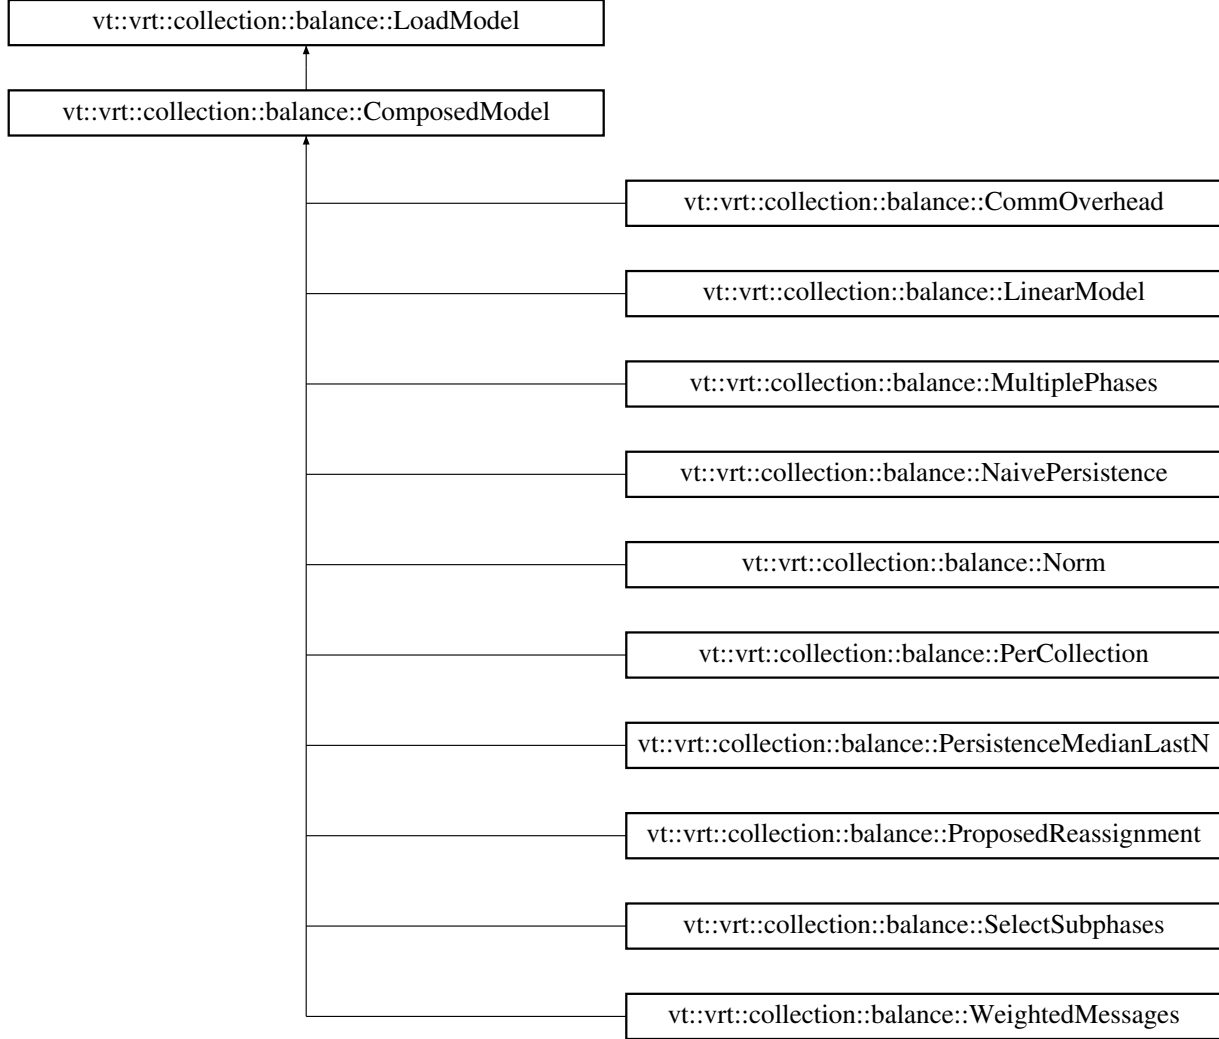 vt::vrt::collection::balance::LoadModel
vt::vrt::collection::balance::ComposedModel
vt::vrt::collection::balance::CommOverhead
vt::vrt::collection::balance::LinearModel
vt::vrt::collection::balance::MultiplePhases
vt::vrt::collection::balance::NaivePersistence
vt::vrt::collection::balance::Norm
vt::vrt::collection::balance::PerCollection
vt::vrt::collection::balance::PersistenceMedianLastN
vt::vrt::collection::balance::ProposedReassignment
vt::vrt::collection::balance::SelectSubphases
vt::vrt::collection::balance::WeightedMessages